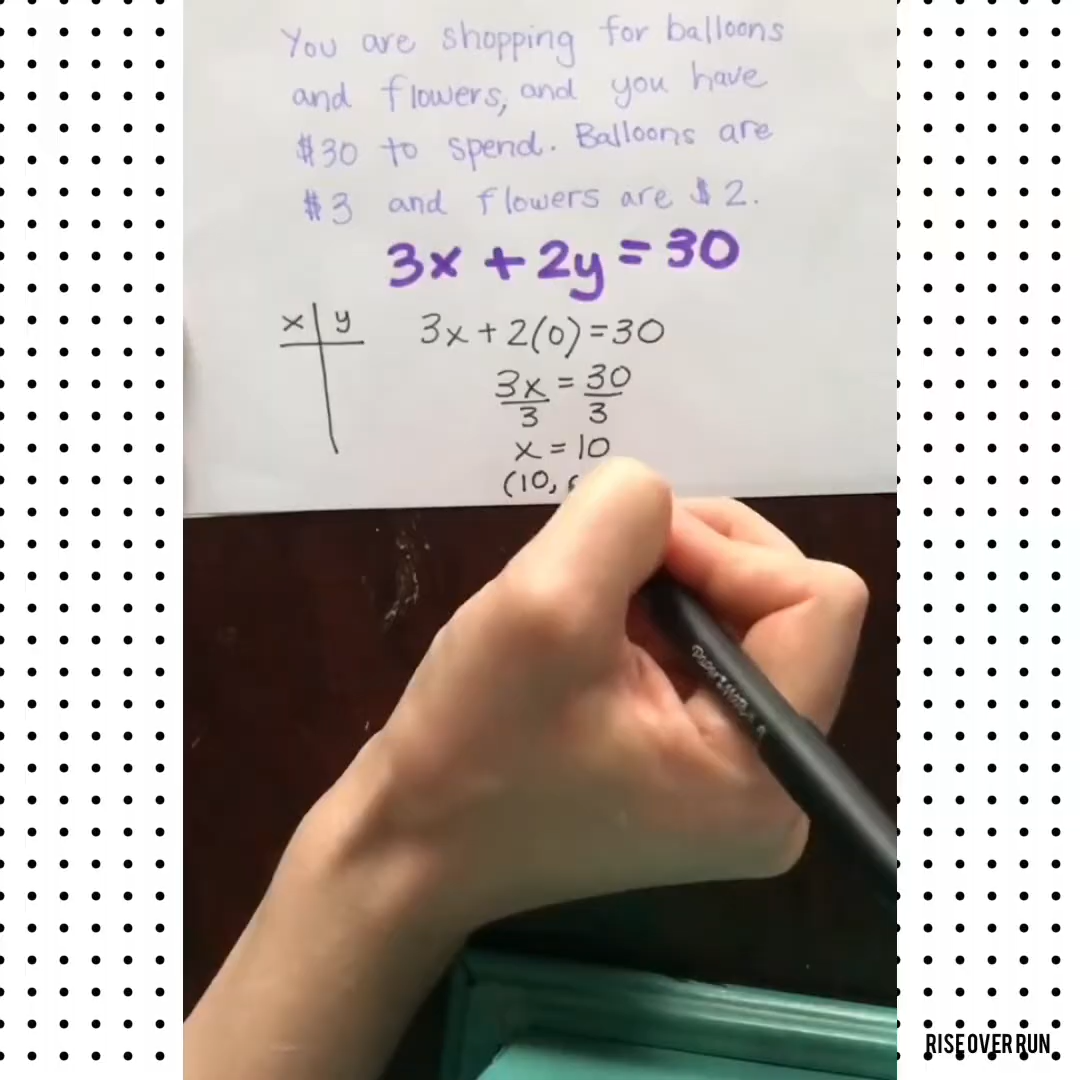 You are shopping for balloons
and flowers, and you have
$30 to spend. Balloons are
$3 and flowers are $2.
3x + 2y = 30
x y
3x + 2(0) = 30
3x = 30
3 3
x = 10
(10,
RISE OVER RUN